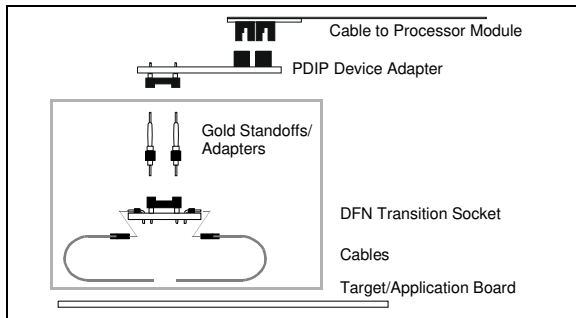 Cable to Processor Module
PDIP Device Adapter
Gold Standoffs/
Adapters
DFN Transition Socket
Cables
Target/Application Board